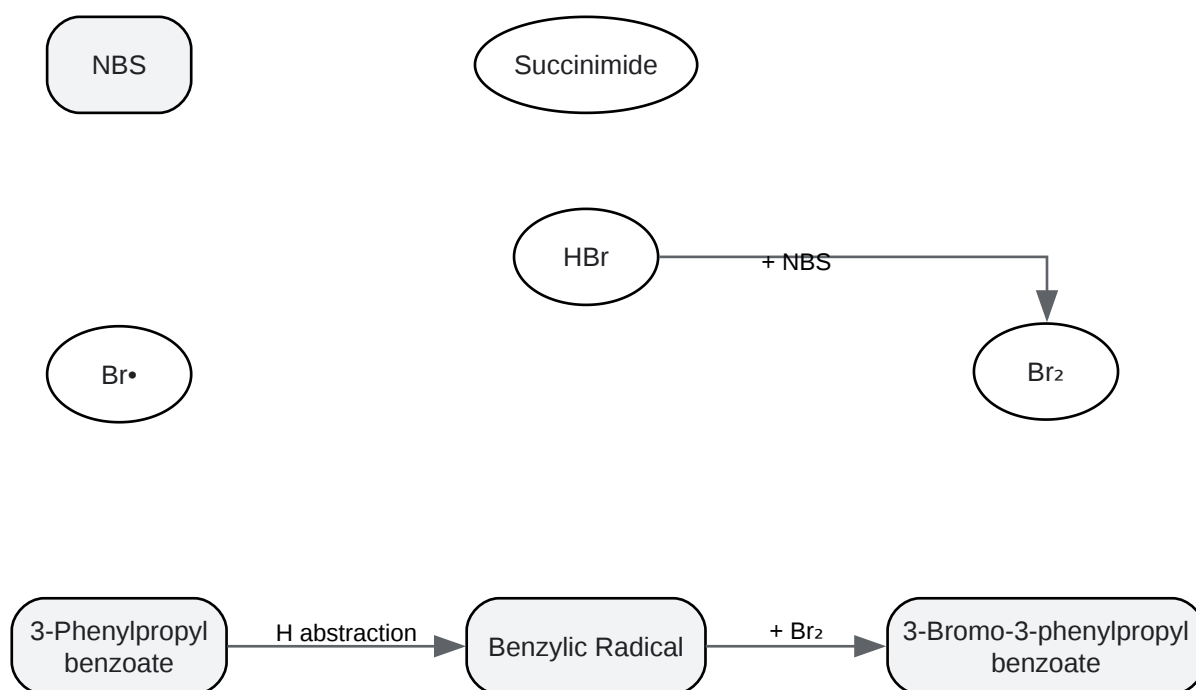 NBS
Succinimide
HBr
+ NBS
Br•
Br₂
3-Phenylpropyl
benzoate
H abstraction
Benzylic Radical
+ Br₂
3-Bromo-3-phenylpropyl
benzoate